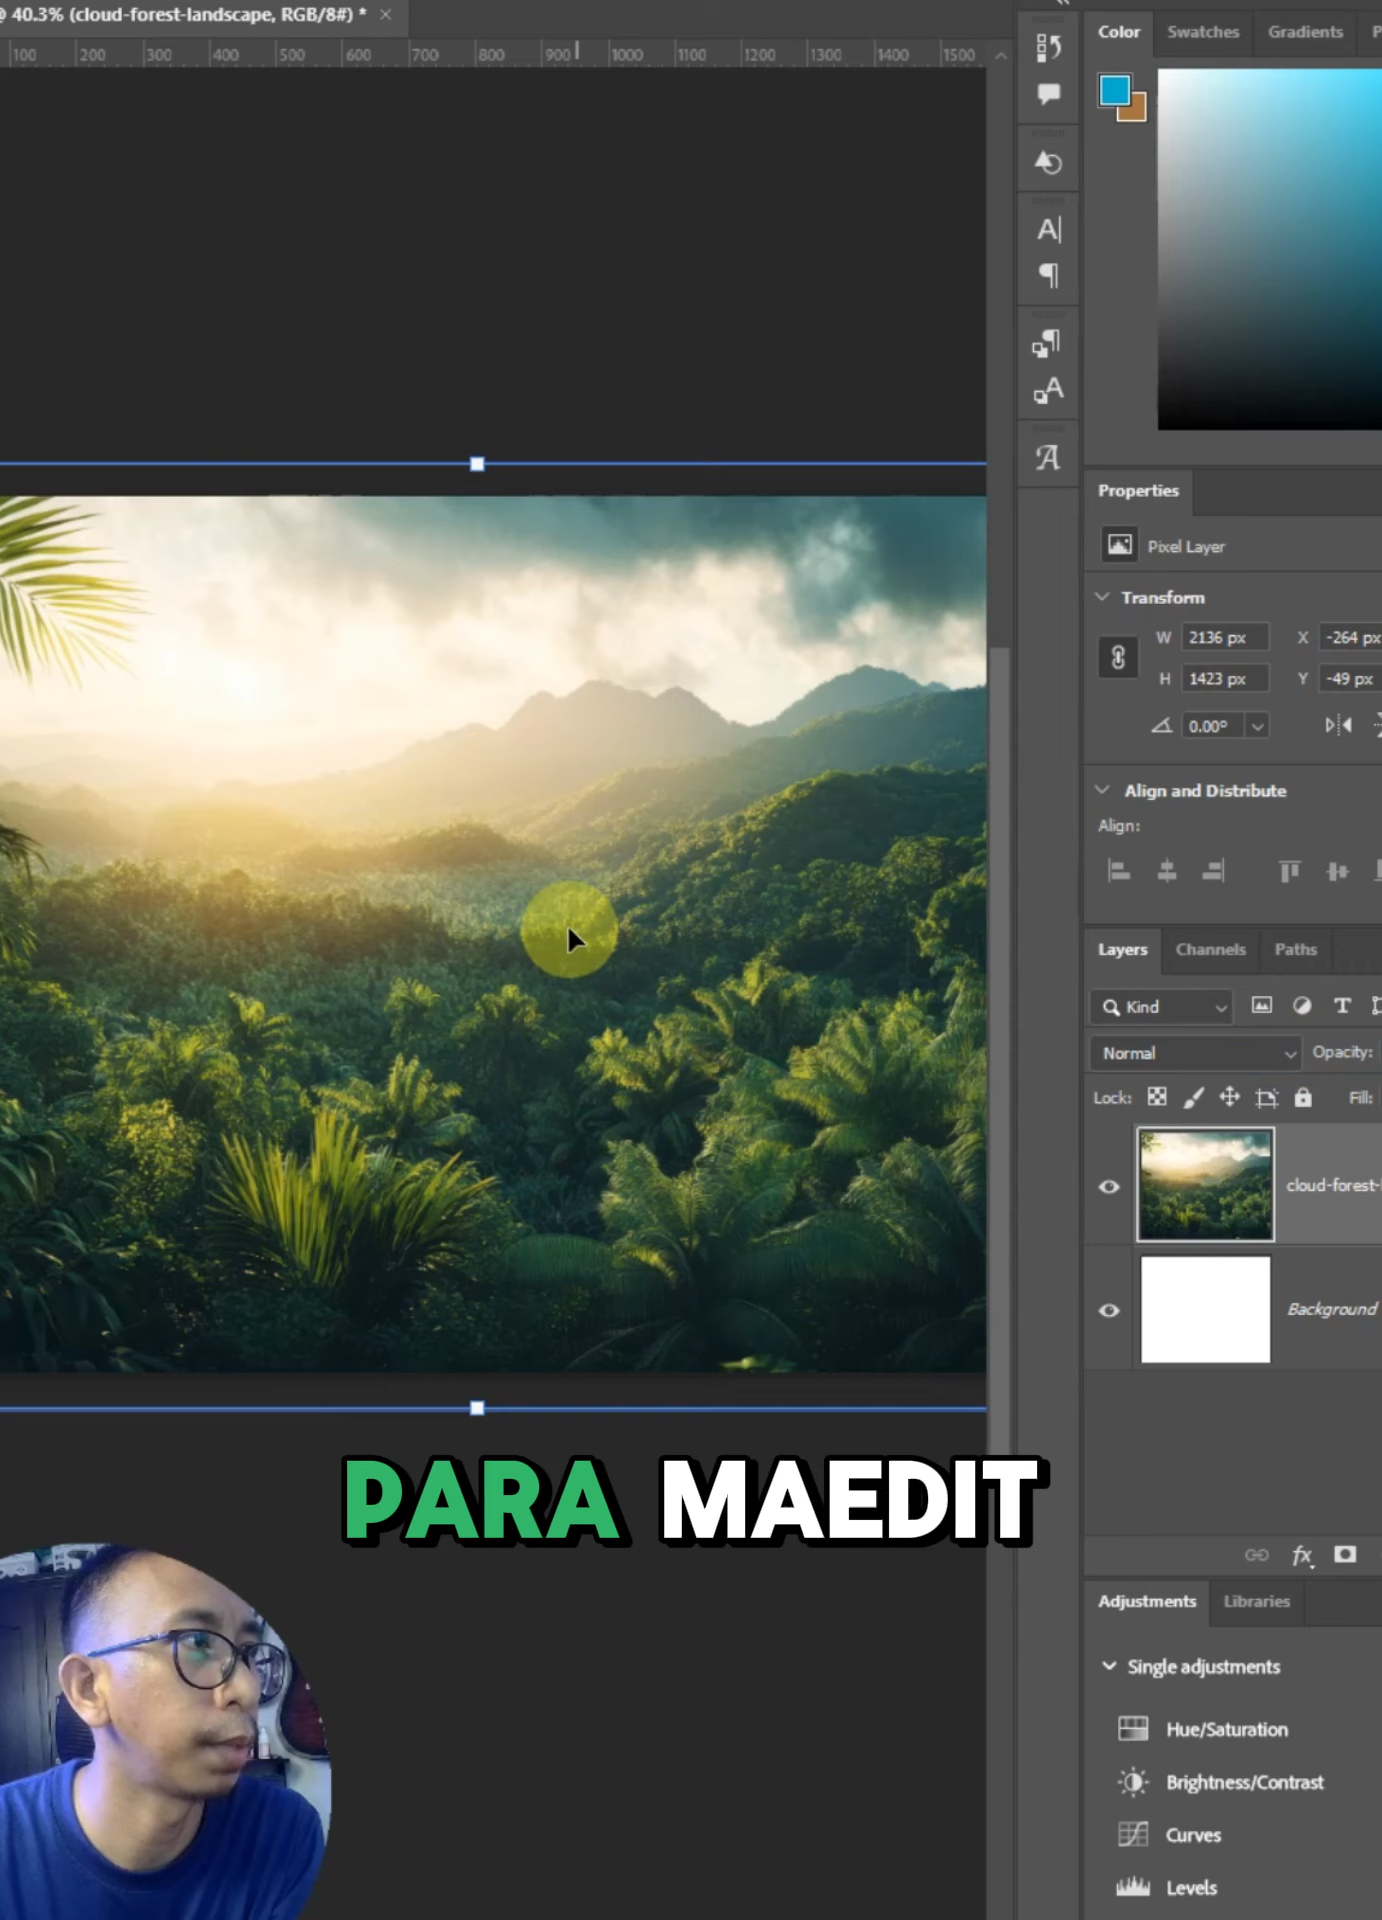 40.3% (cloud-forest-landscape, RGB/8#) *
100 200 300 400 500 600 700 800 900 1000 1100 1200 1300 1400 1500
Color Swatches Gradients P
Properties
Pixel Layer
Transform
W 2136 px X -264 px
H 1423 px Y -49 px
0.00°
Align and Distribute
Align:
Layers Channels Paths
Kind
Normal Opacity:
Lock: Fill:
cloud-forest-
Background
PARA MAEDIT
fx
Adjustments Libraries
Single adjustments
Hue/Saturation
Brightness/Contrast
Curves
Levels